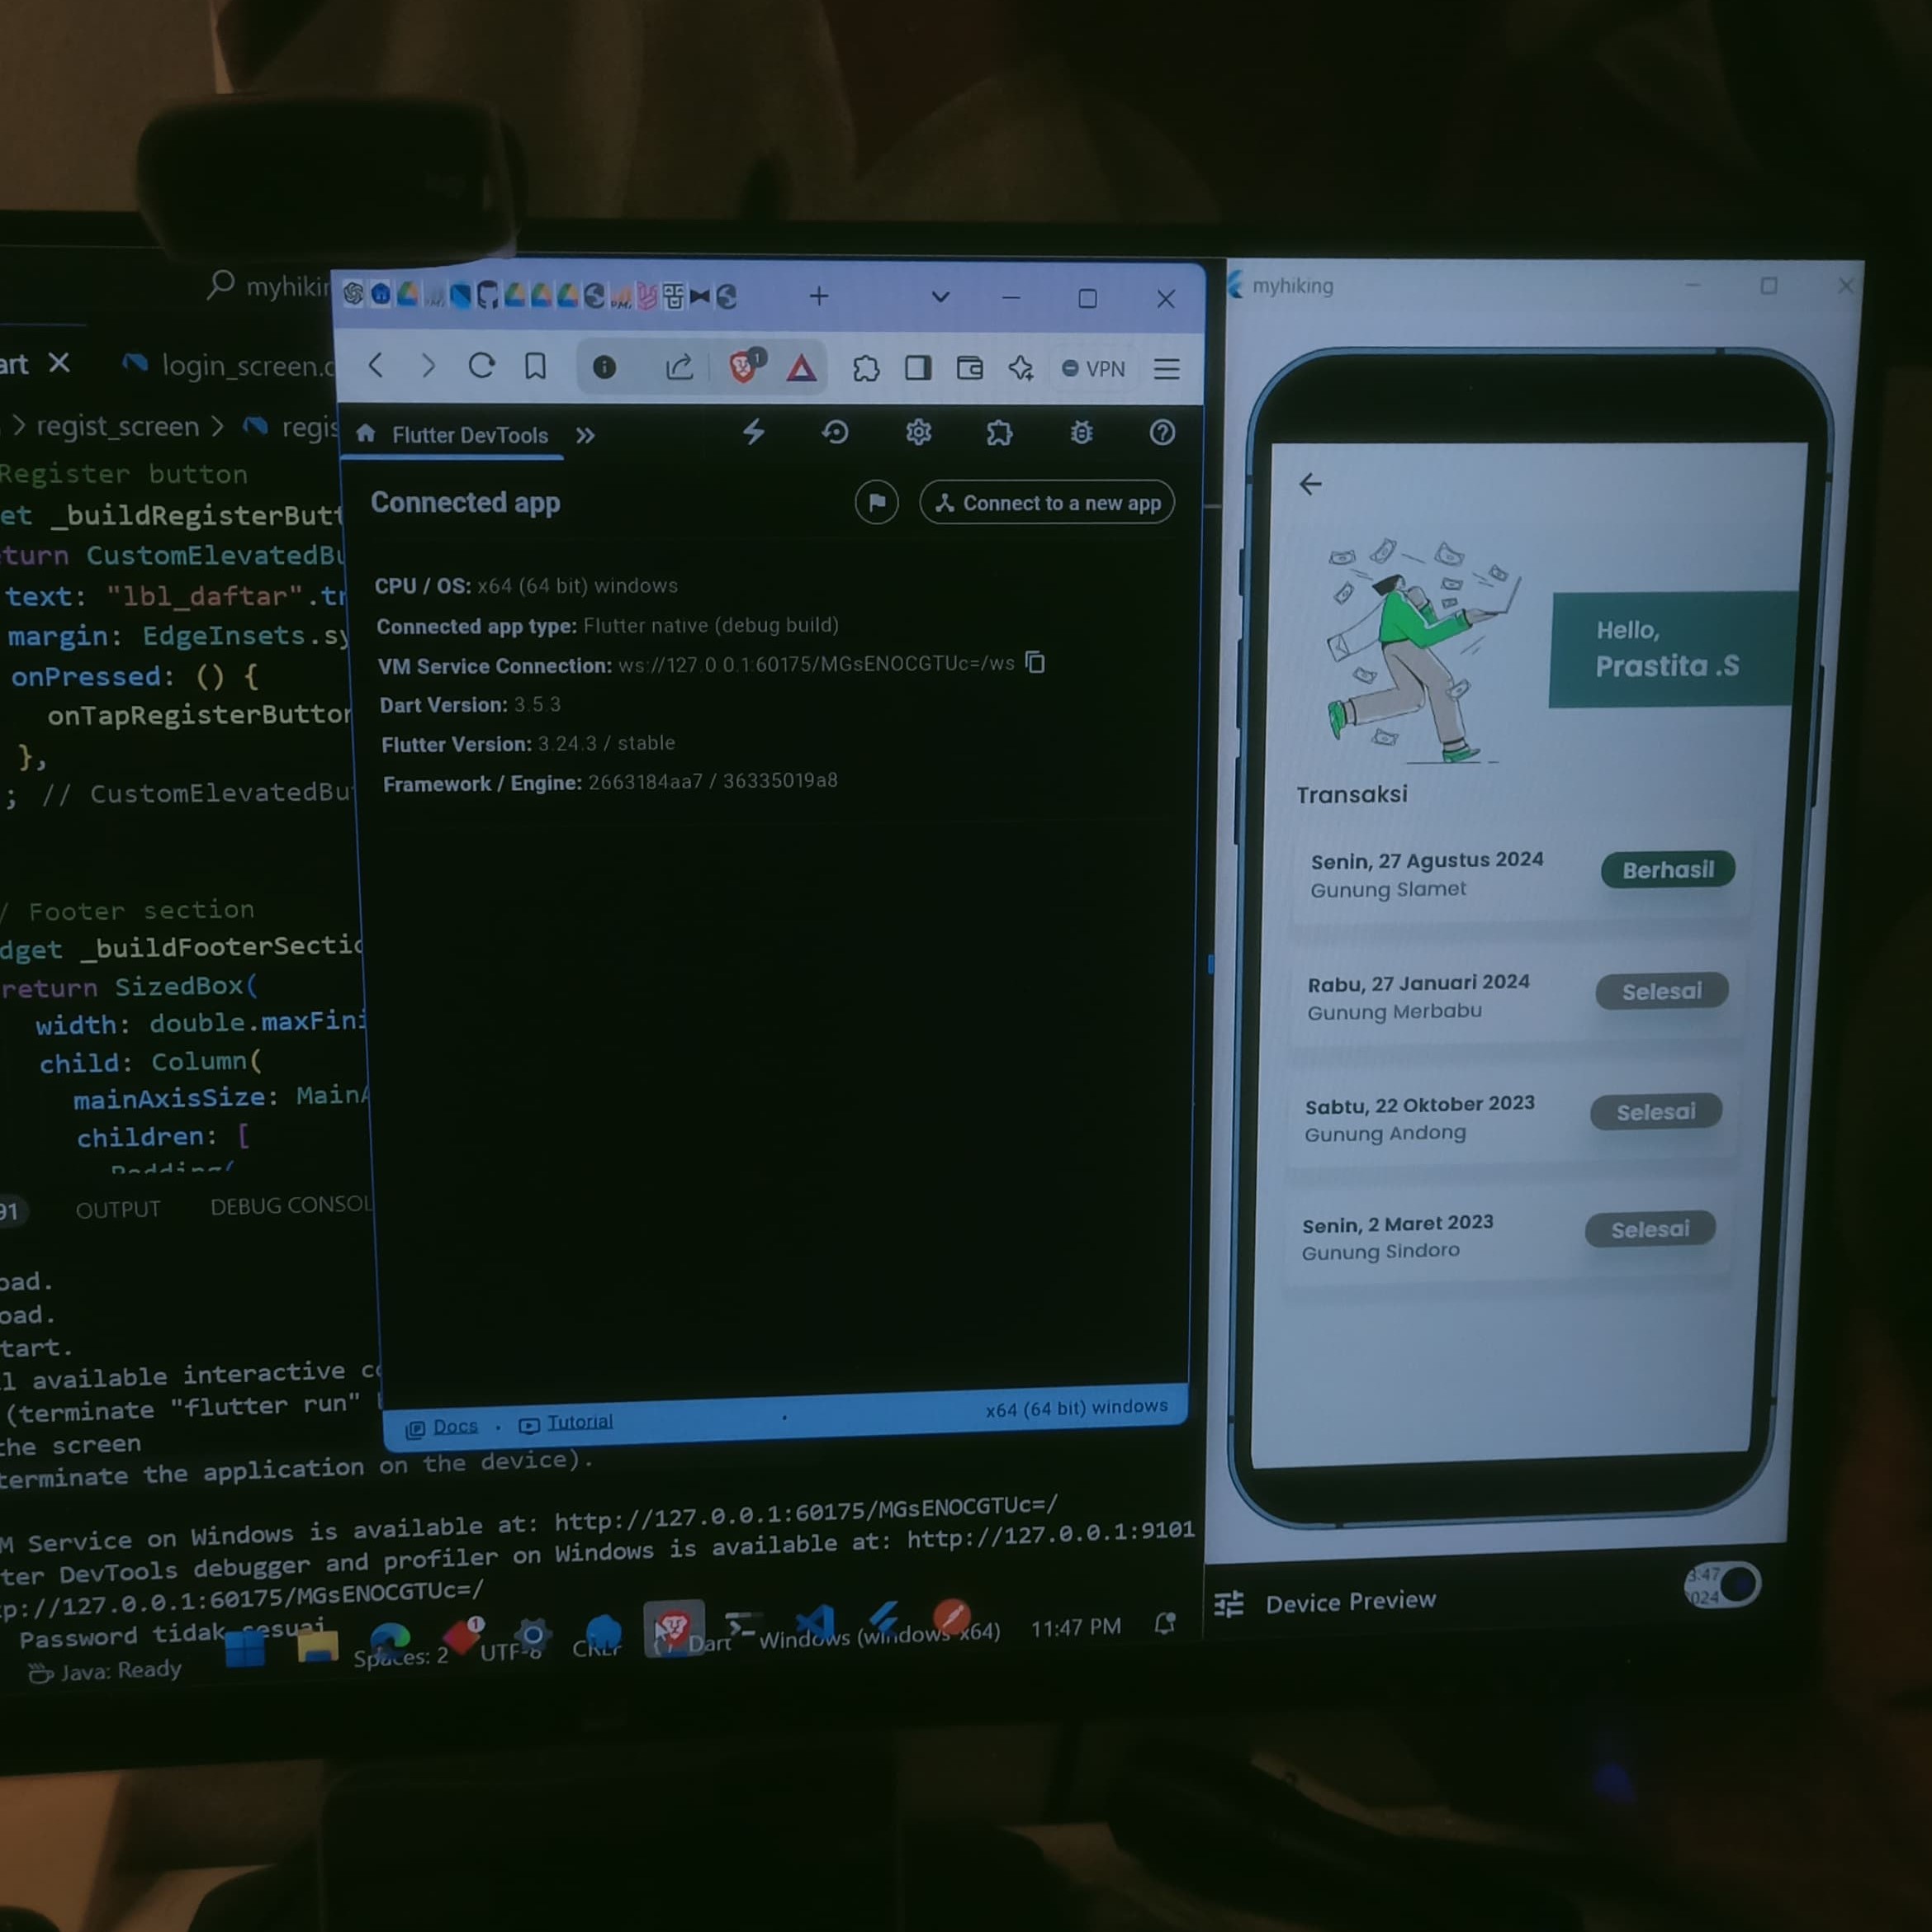 myhikin
art
login_screen.d
> regist_screen > regis
Register button
et _buildRegisterButt
turn CustomElevatedBu
text: "lbl_daftar".tr
margin: EdgeInsets.sy
onPressed: () {
onTapRegisterButton
},
; // CustomElevatedBu
/ Footer section
dget _buildFooterSectio
return SizedBox(
width: double.maxFini
child: Column(
mainAxisSize: MainA
children: [
Padding(
91 OUTPUT DEBUG CONSOL
oad.
oad.
tart.
l available interactive co
(terminate "flutter run"
the screen
terminate the application on the device).
M Service on Windows is available at: http://127.0.0.1:60175/MGsENOCGTUc=/
ter DevTools debugger and profiler on Windows is available at: http://127.0.0.1:9101
p://127.0.0.1:60175/MGsENOCGTUc=/
Password tidak sesuai
Java: Ready
Spaces: 2 UTF-8 CRLF Dart Windows (windows-x64) 11:47 PM
1
VPN
Flutter DevTools
Connected app
Connect to a new app
CPU / OS: x64 (64 bit) windows
Connected app type: Flutter native (debug build)
VM Service Connection: ws://127.0.0.1:60175/MGsENOCGTUc=/ws
Dart Version: 3.5.3
Flutter Version: 3.24.3 / stable
Framework / Engine: 2663184aa7 / 36335019a8
Docs · Tutorial
x64 (64 bit) windows
myhiking
Hello,
Prastita .S
Transaksi
Senin, 27 Agustus 2024
Gunung Slamet
Berhasil
Rabu, 27 Januari 2024
Gunung Merbabu
Selesai
Sabtu, 22 Oktober 2023
Gunung Andong
Selesai
Senin, 2 Maret 2023
Gunung Sindoro
Selesai
Device Preview
3:47
024